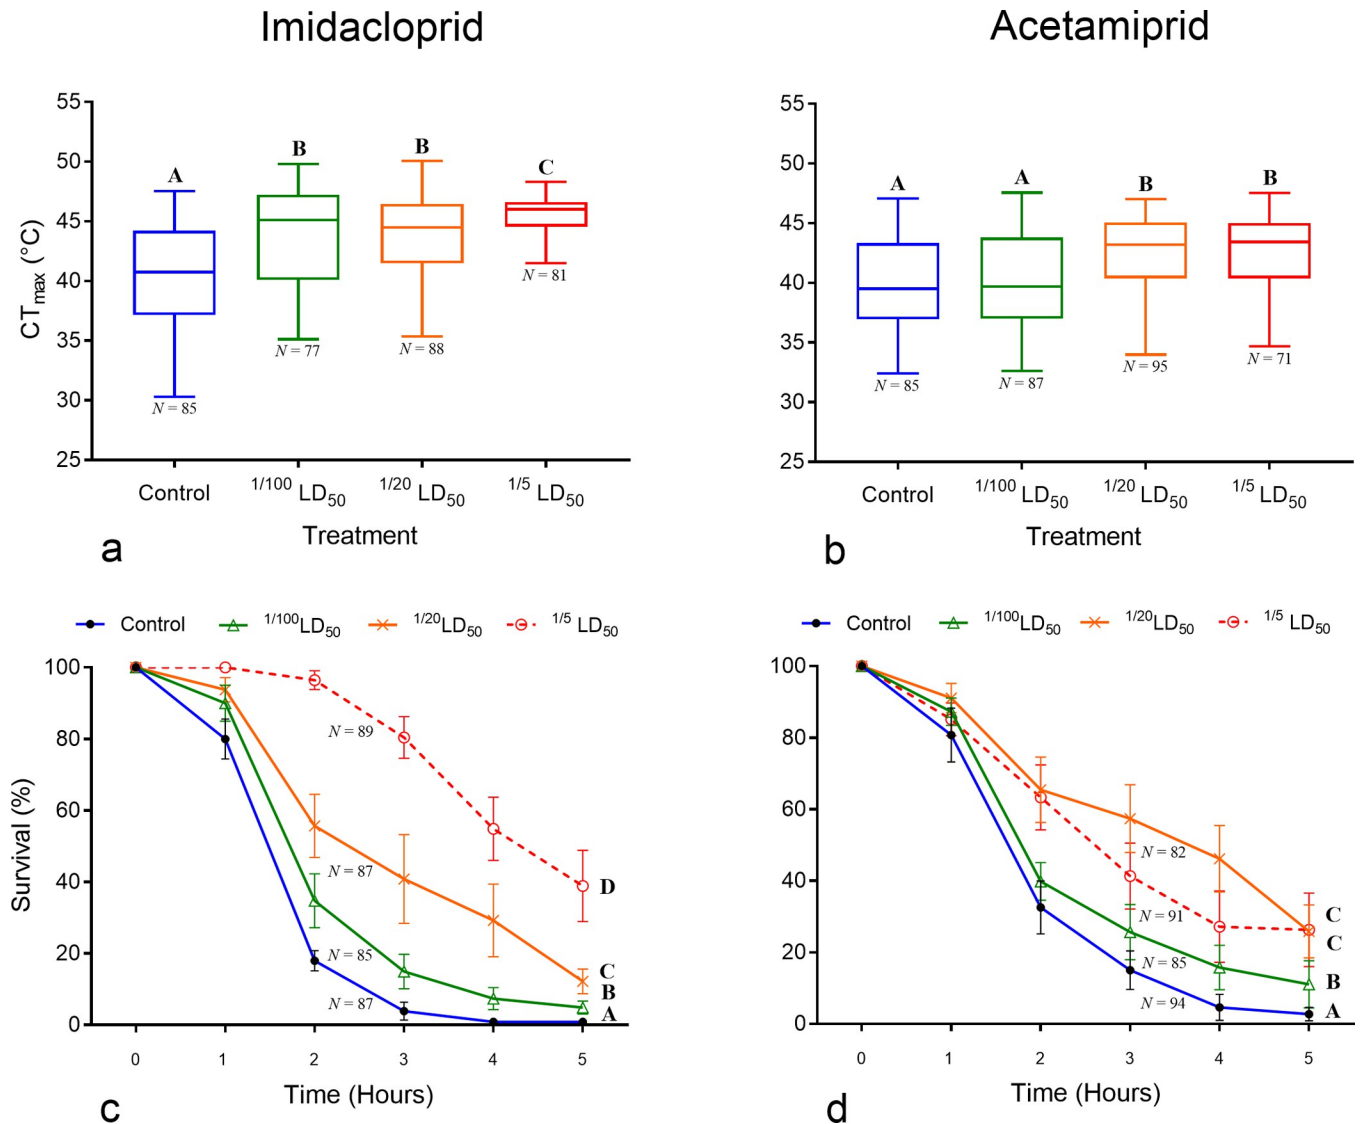 Imidacloprid
Acetamiprid
55
50
45
40
35
30
25
CTmax (°C)
A
B
B
C
N = 85
N = 77
N = 88
N = 81
Control
1/100 LD50
1/20 LD50
1/5 LD50
Treatment
a
55
50
45
40
35
30
25
A
A
B
B
N = 85
N = 87
N = 95
N = 71
Control
1/100 LD50
1/20 LD50
1/5 LD50
Treatment
b
Control
1/100LD50
1/20LD50
1/5 LD50
100
80
60
40
20
0
Survival (%)
N = 89
N = 87
N = 85
N = 87
D
C
B
A
0
1
2
3
4
5
Time (Hours)
c
Control
1/100LD50
1/20LD50
1/5 LD50
100
80
60
40
20
0
N = 82
N = 91
N = 85
N = 94
C
C
B
A
0
1
2
3
4
5
Time (Hours)
d